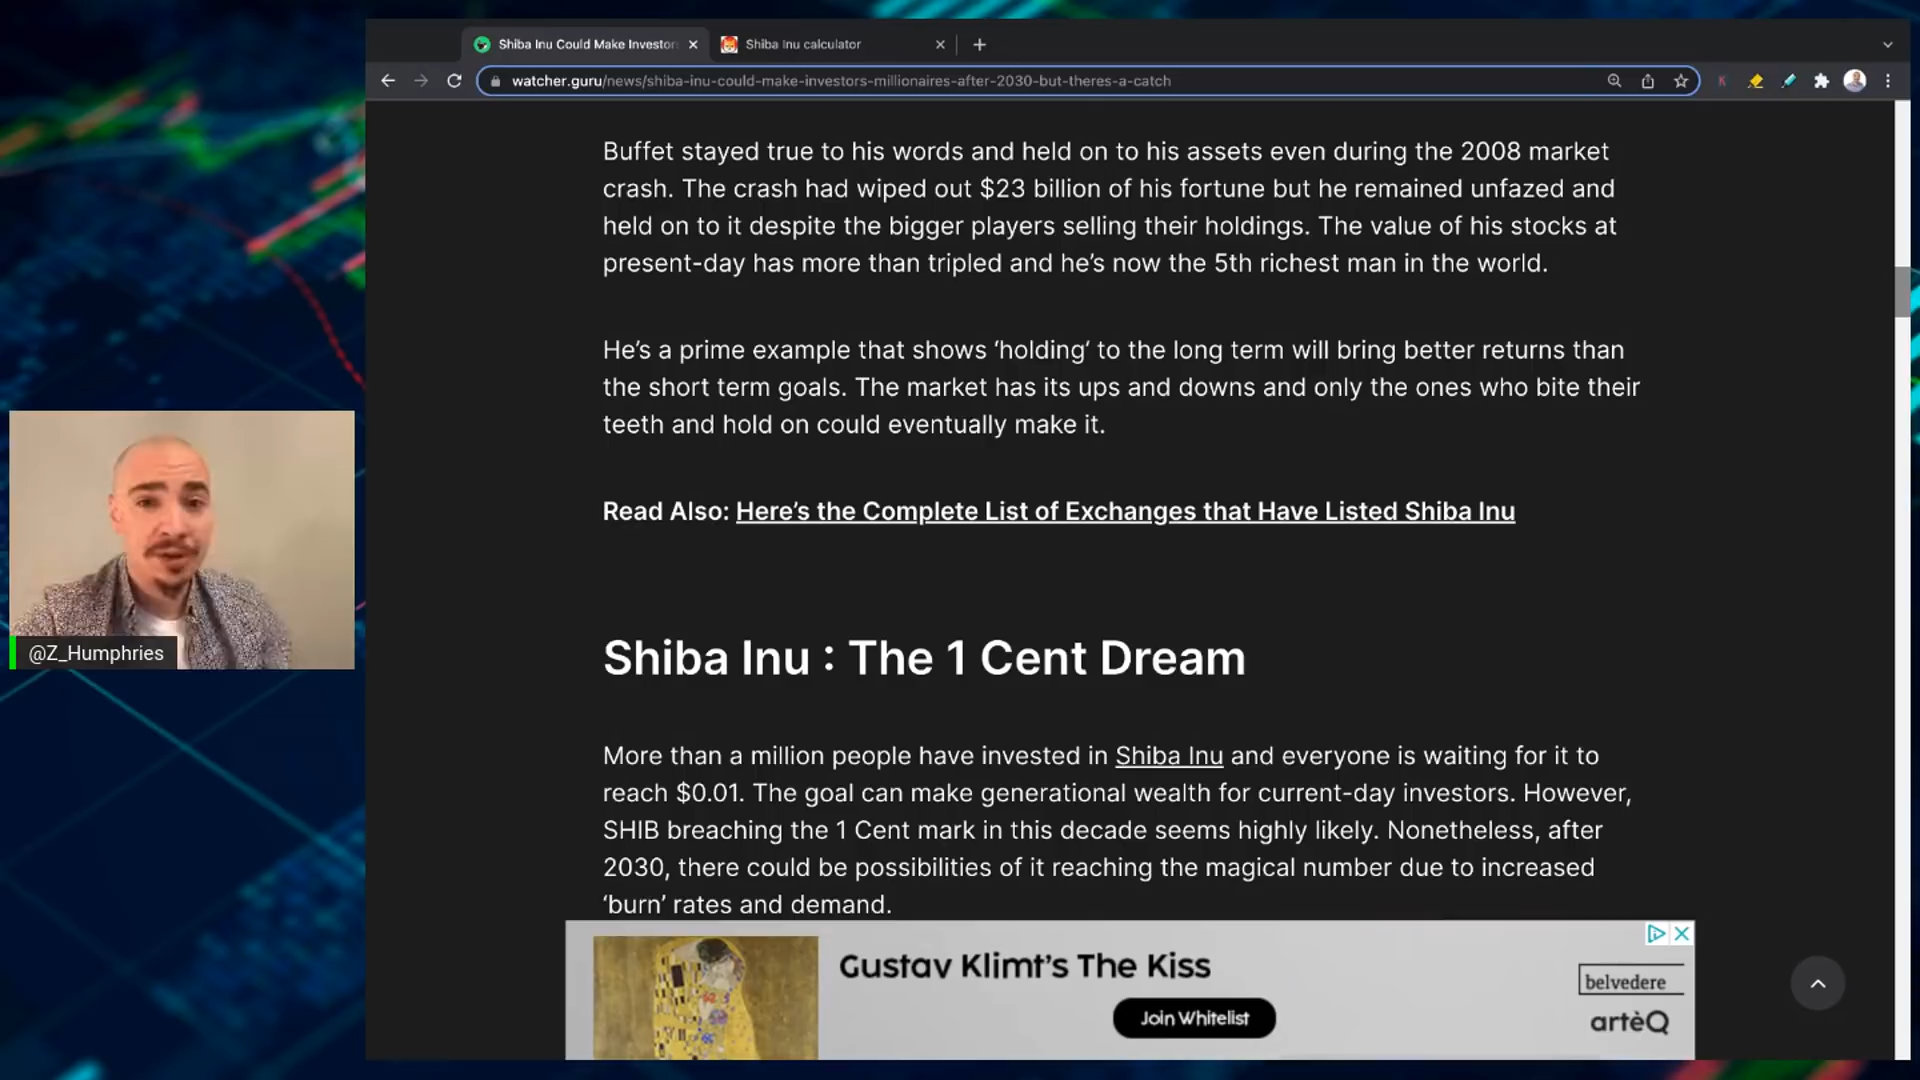 Shiba Inu Could Make Investor
Shiba Inu calculator
watcher.guru/news/shiba-inu-could-make-investors-millionaires-after-2030-but-theres-a-catch
Buffet stayed true to his words and held on to his assets even during the 2008 market
crash. The crash had wiped out $23 billion of his fortune but he remained unfazed and
held on to it despite the bigger players selling their holdings. The value of his stocks at
present-day has more than tripled and he’s now the 5th richest man in the world.
He’s a prime example that shows ‘holding‘ to the long term will bring better returns than
the short term goals. The market has its ups and downs and only the ones who bite their
teeth and hold on could eventually make it.
Read Also: Here’s the Complete List of Exchanges that Have Listed Shiba Inu
Shiba Inu : The 1 Cent Dream
More than a million people have invested in Shiba Inu and everyone is waiting for it to
reach $0.01. The goal can make generational wealth for current-day investors. However,
SHIB breaching the 1 Cent mark in this decade seems highly likely. Nonetheless, after
2030, there could be possibilities of it reaching the magical number due to increased
‘burn’ rates and demand.
@Z_Humphries
Gustav Klimt’s The Kiss
Join Whitelist
belvedere
artèQ